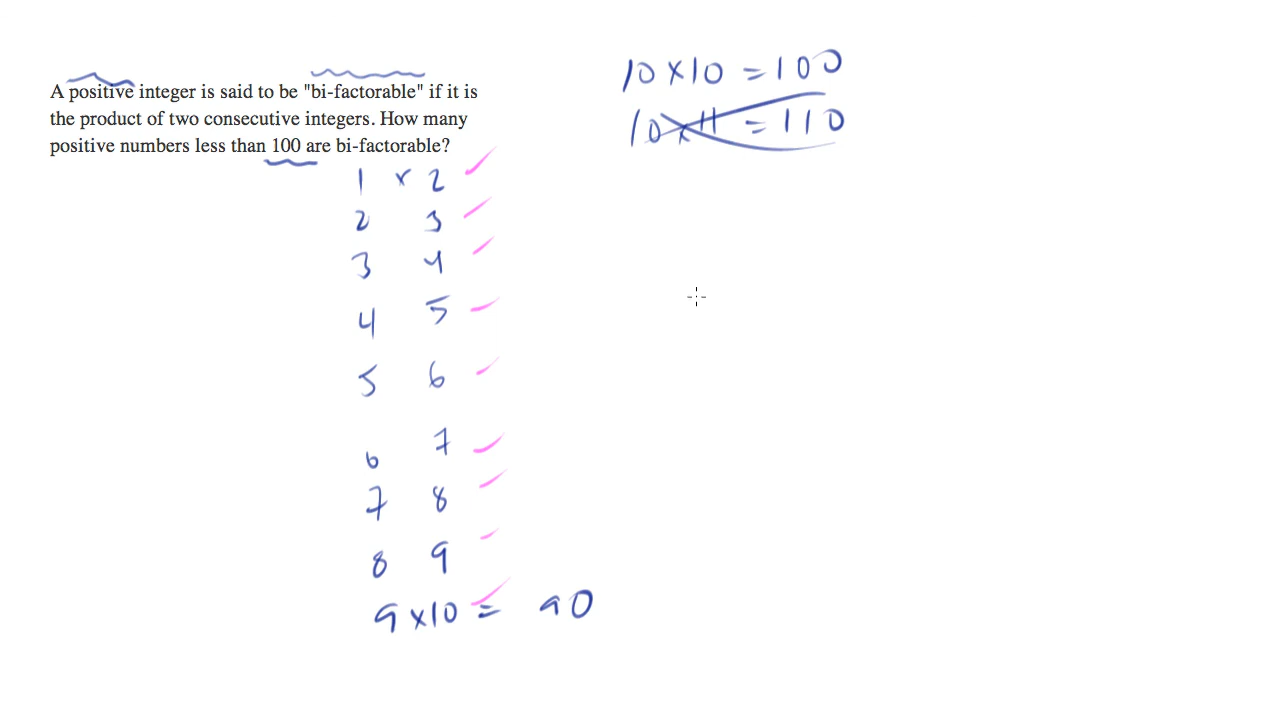 A positive integer is said to be "bi-factorable" if it is
the product of two consecutive integers. How many
positive numbers less than 100 are bi-factorable?
10 × 10 = 100
10 × 11 = 110
1 × 2
2 3
3 4
4 5
5 6
6 7
7 8
8 9
9 × 10 = 90